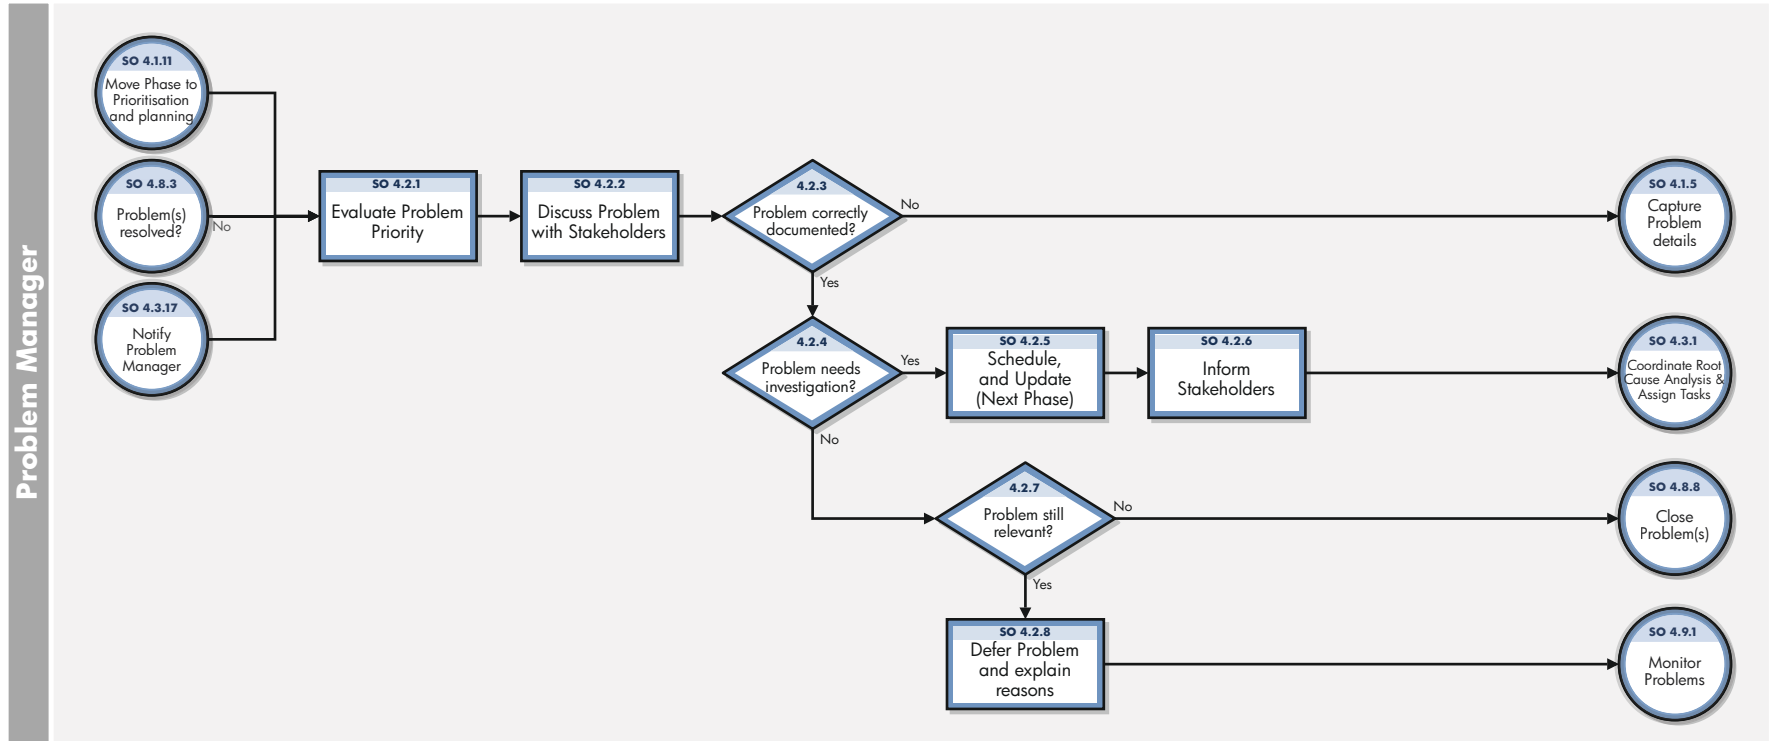 Problem Manager
SO 4.1.11
Move Phase to
Prioritisation
and planning
SO 4.8.3
Problem(s)
resolved?
No
SO 4.3.17
Notify
Problem
Manager
SO 4.2.1
Evaluate Problem
Priority
SO 4.2.2
Discuss Problem
with Stakeholders
4.2.3
Problem correctly
documented?
No
Yes
SO 4.1.5
Capture
Problem
details
4.2.4
Problem needs
investigation?
Yes
No
SO 4.2.5
Schedule,
and Update
(Next Phase)
SO 4.2.6
Inform
Stakeholders
SO 4.3.1
Coordinate Root
Cause Analysis &
Assign Tasks
4.2.7
Problem still
relevant?
No
Yes
SO 4.8.8
Close
Problem(s)
SO 4.2.8
Defer Problem
and explain
reasons
SO 4.9.1
Monitor
Problems